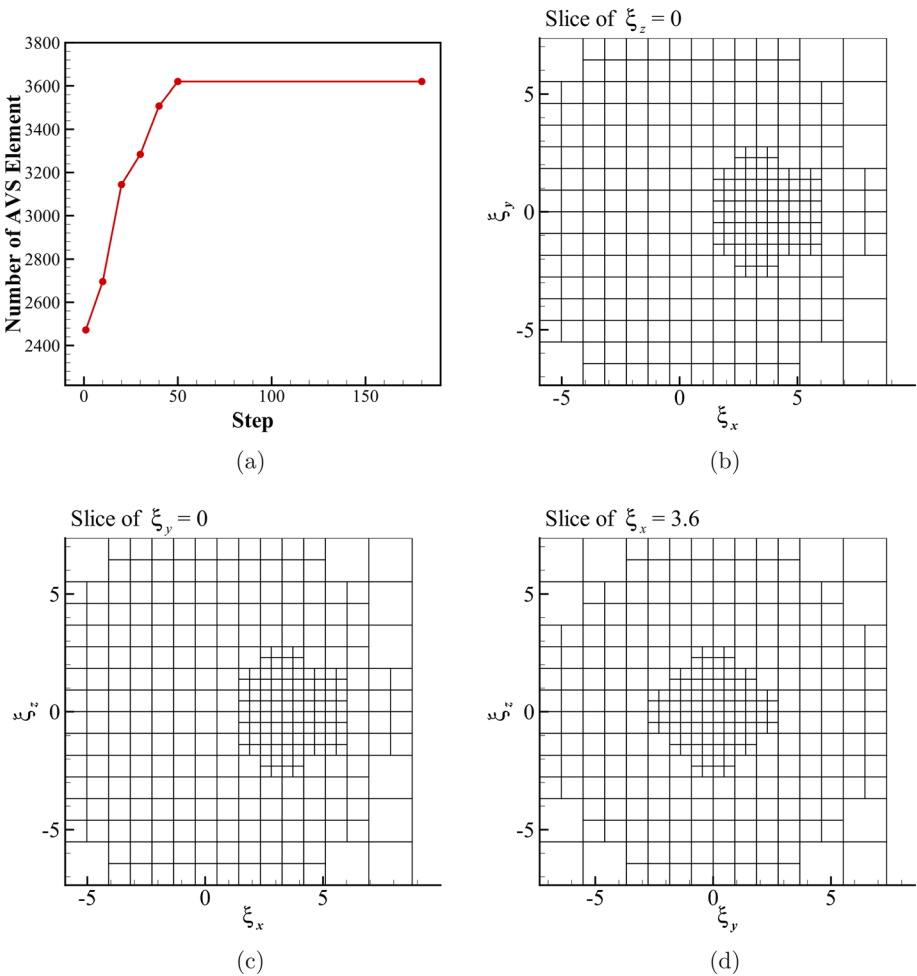 3800
3600
3400
3200
3000
2800
2600
2400
Number of AVS Element
0 50 100 150
Step
(a)
Slice of ξz = 0
5
0
-5
ξy
-5 0 5
ξx
(b)
Slice of ξy = 0
5
0
-5
ξz
-5 0 5
ξx
(c)
Slice of ξx = 3.6
5
0
-5
ξz
-5 0 5
ξy
(d)